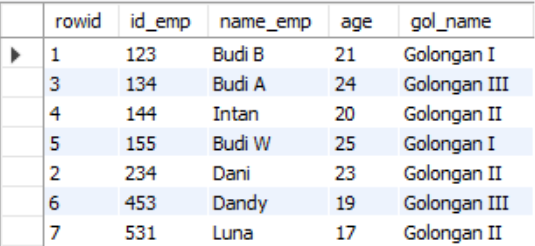 rowid id_emp name_emp age gol_name
1 123 Budi B 21 Golongan I
3 134 Budi A 24 Golongan III
4 144 Intan 20 Golongan II
5 155 Budi W 25 Golongan I
2 234 Dani 23 Golongan II
6 453 Dandy 19 Golongan III
7 531 Luna 17 Golongan II